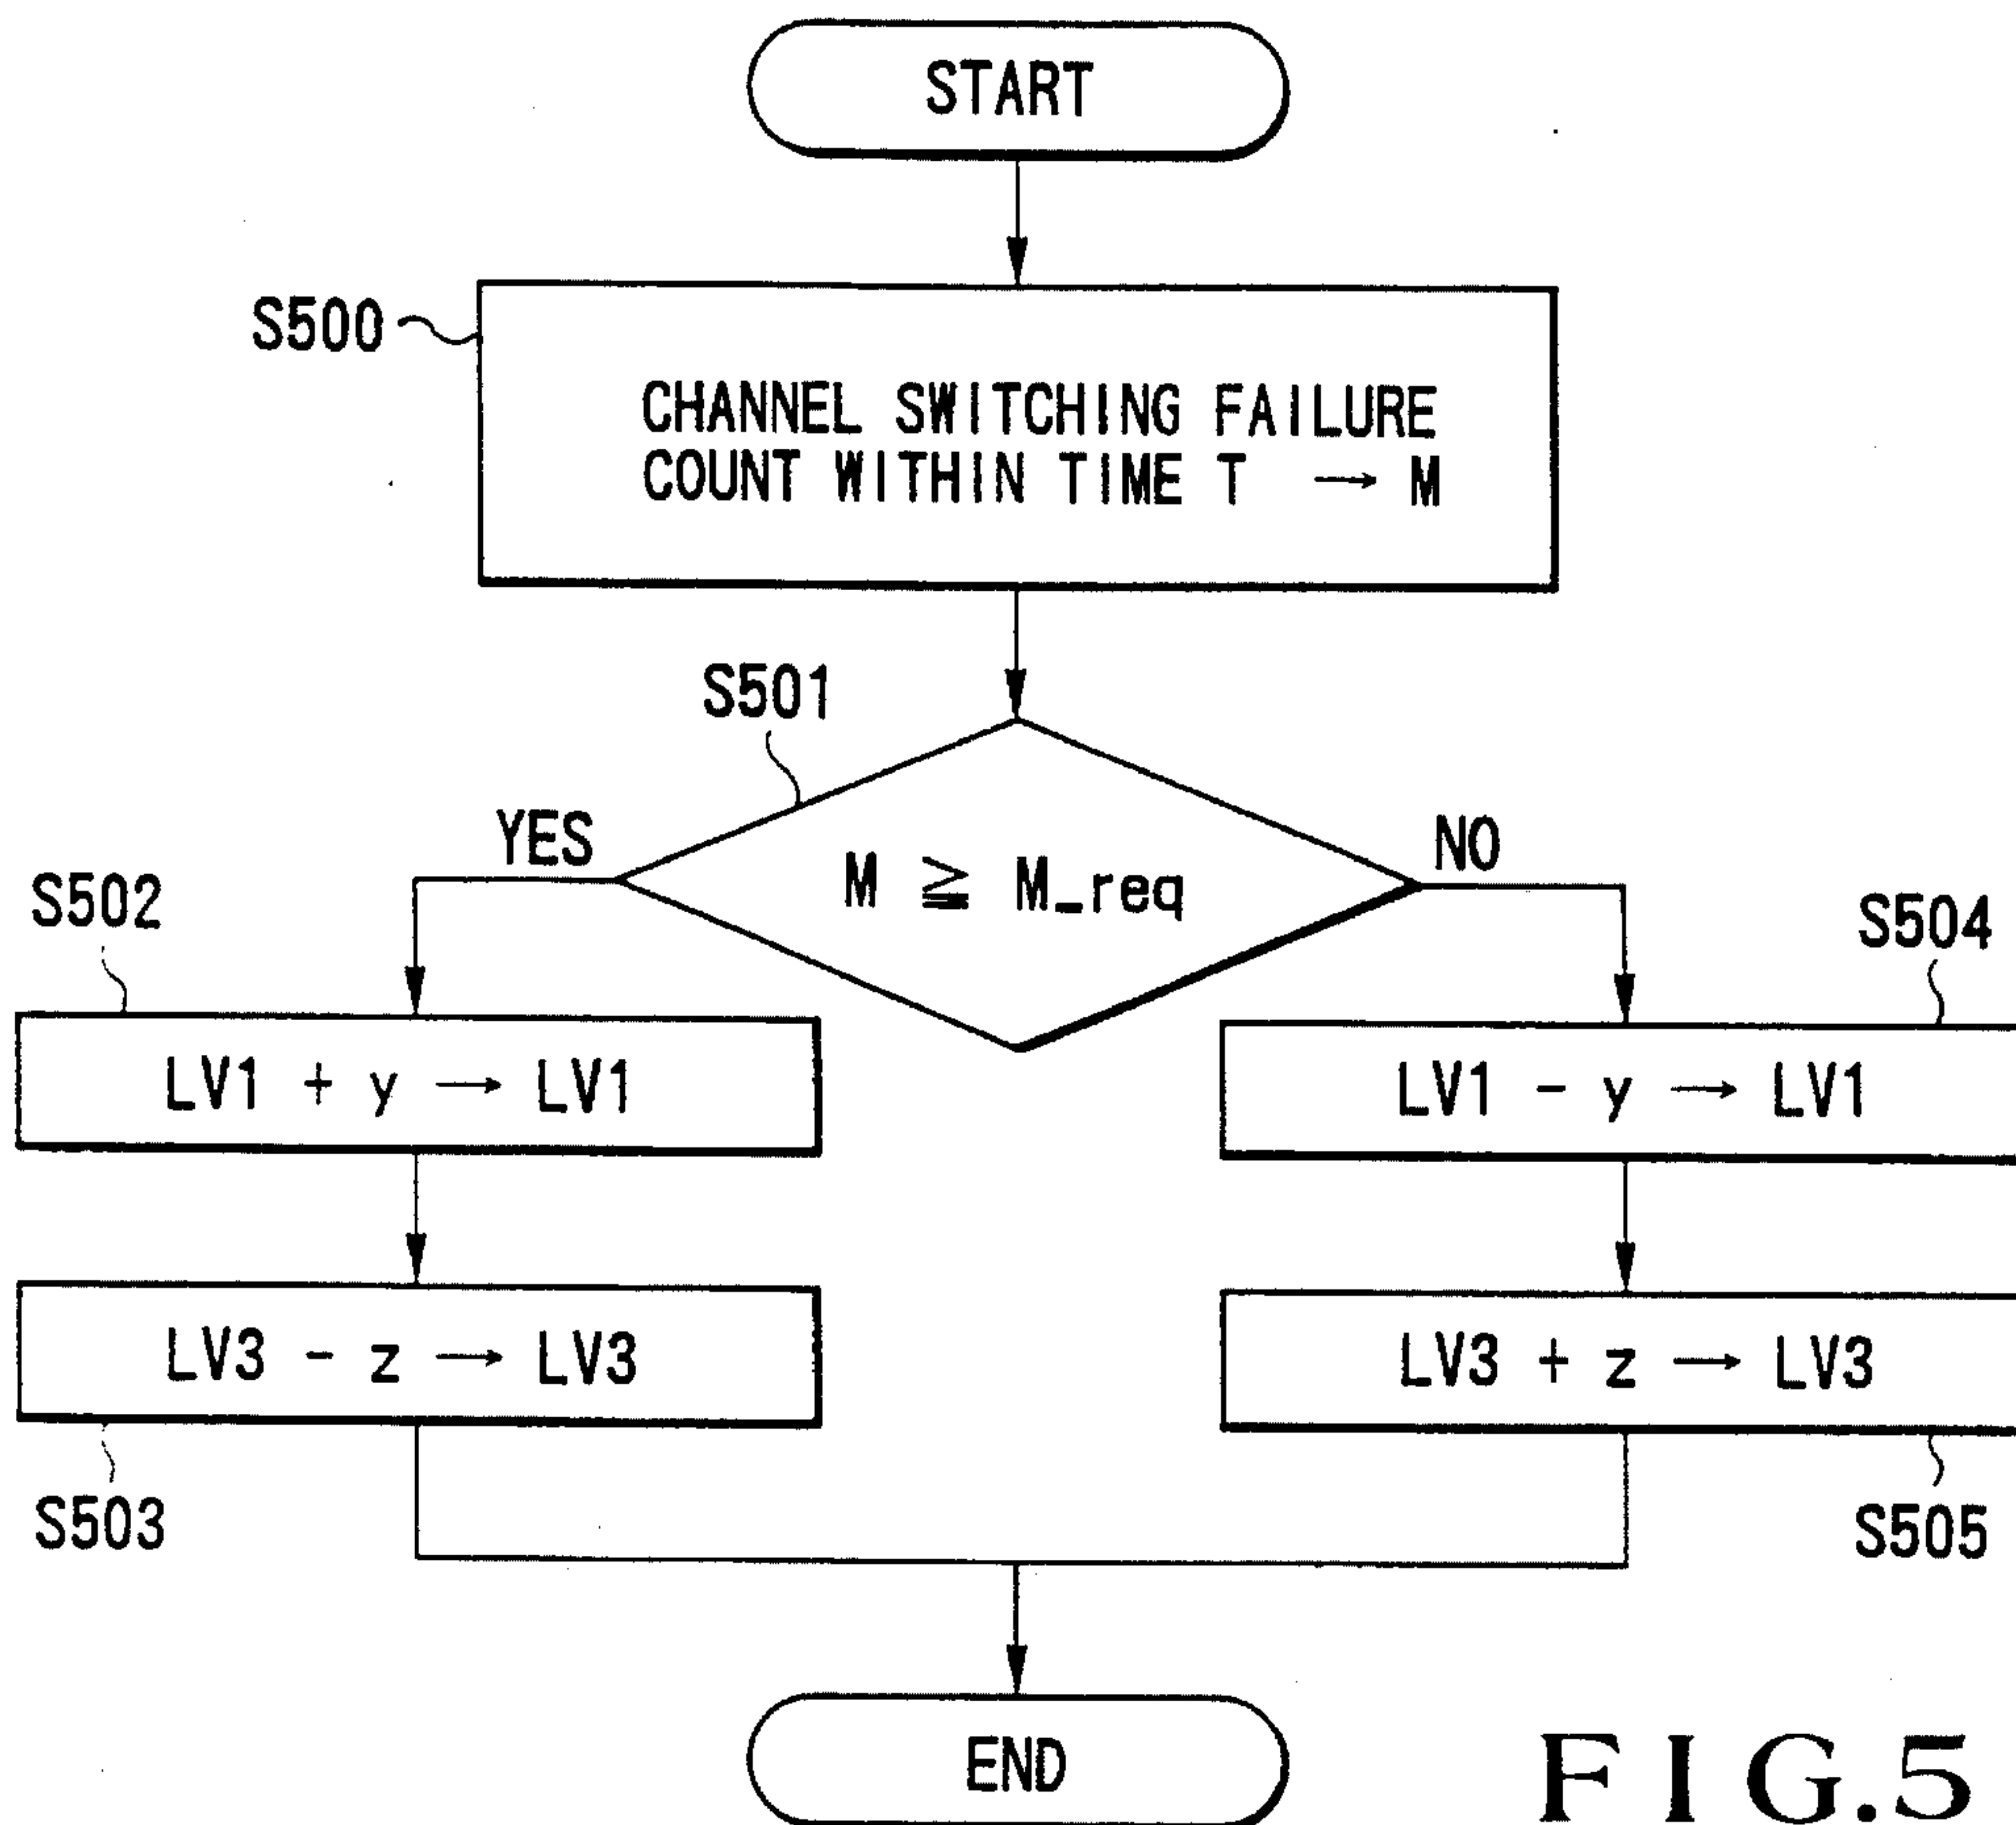 START
S500
CHANNEL SWITCHING FAILURE
COUNT WITHIN TIME T → M
S501
YES
M ≧ M_req
NO
S502
S504
LV1 + y → LV1
LV1 - y → LV1
LV3 - z → LV3
LV3 + z → LV3
S503
S505
END
FIG.5